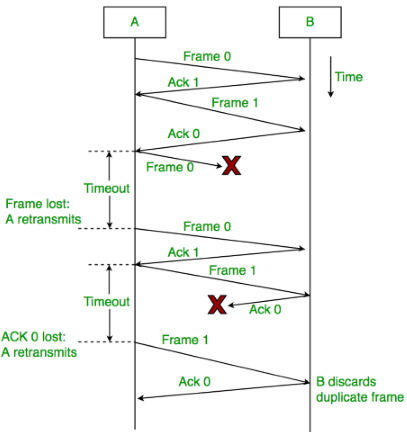 A
B
Frame 0
Time
Ack 1
Frame 1
Ack 0
Frame 0
X
Timeout
Frame lost:
A retransmits
Frame 0
Ack 1
Frame 1
Timeout
X
Ack 0
ACK 0 lost:
A retransmits
Frame 1
Ack 0
B discards
duplicate frame